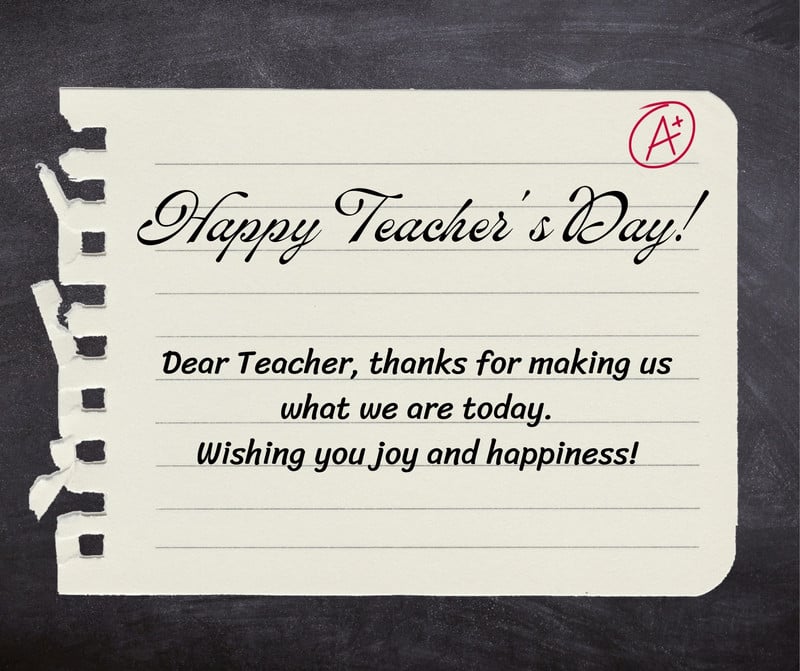 A+
Happy Teacher's Day!
Dear Teacher, thanks for making us
what we are today.
Wishing you joy and happiness!